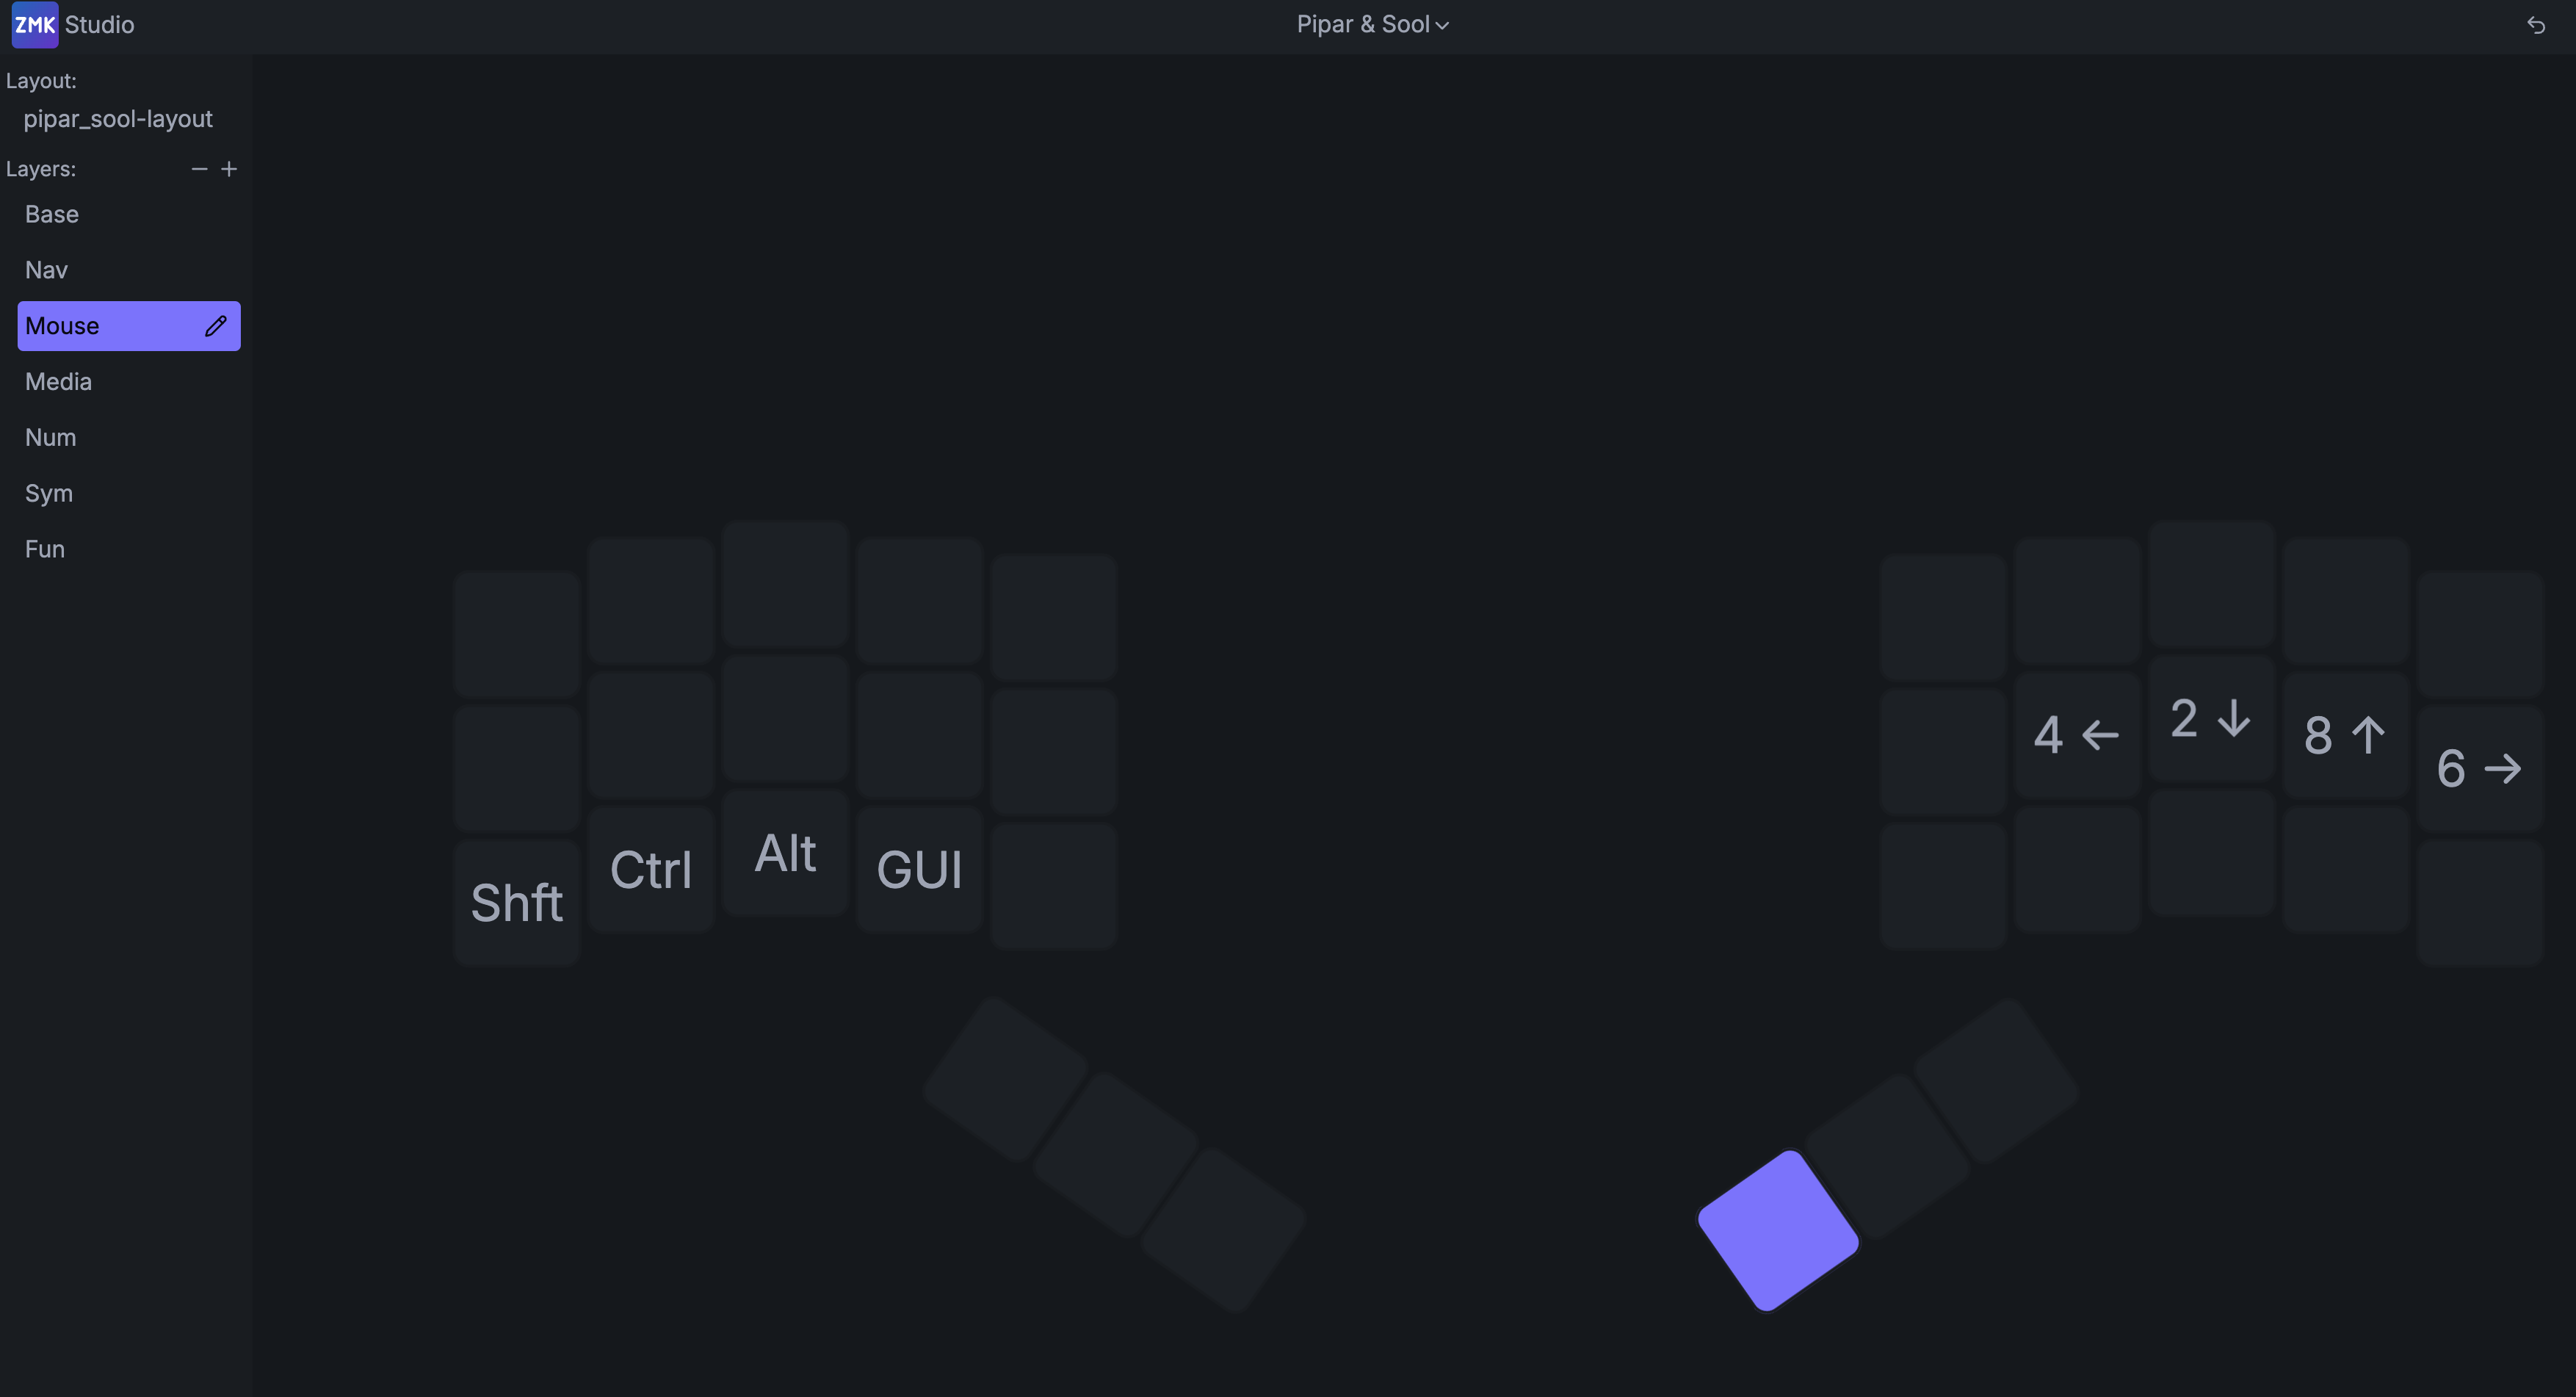 ZMK Studio
Pipar & Sool
Layout:
pipar_sool-layout
Layers:
Base
Nav
Mouse
Media
Num
Sym
Fun
4 ← 2 ↓ 8 ↑ 6 →
Shft Ctrl Alt GUI